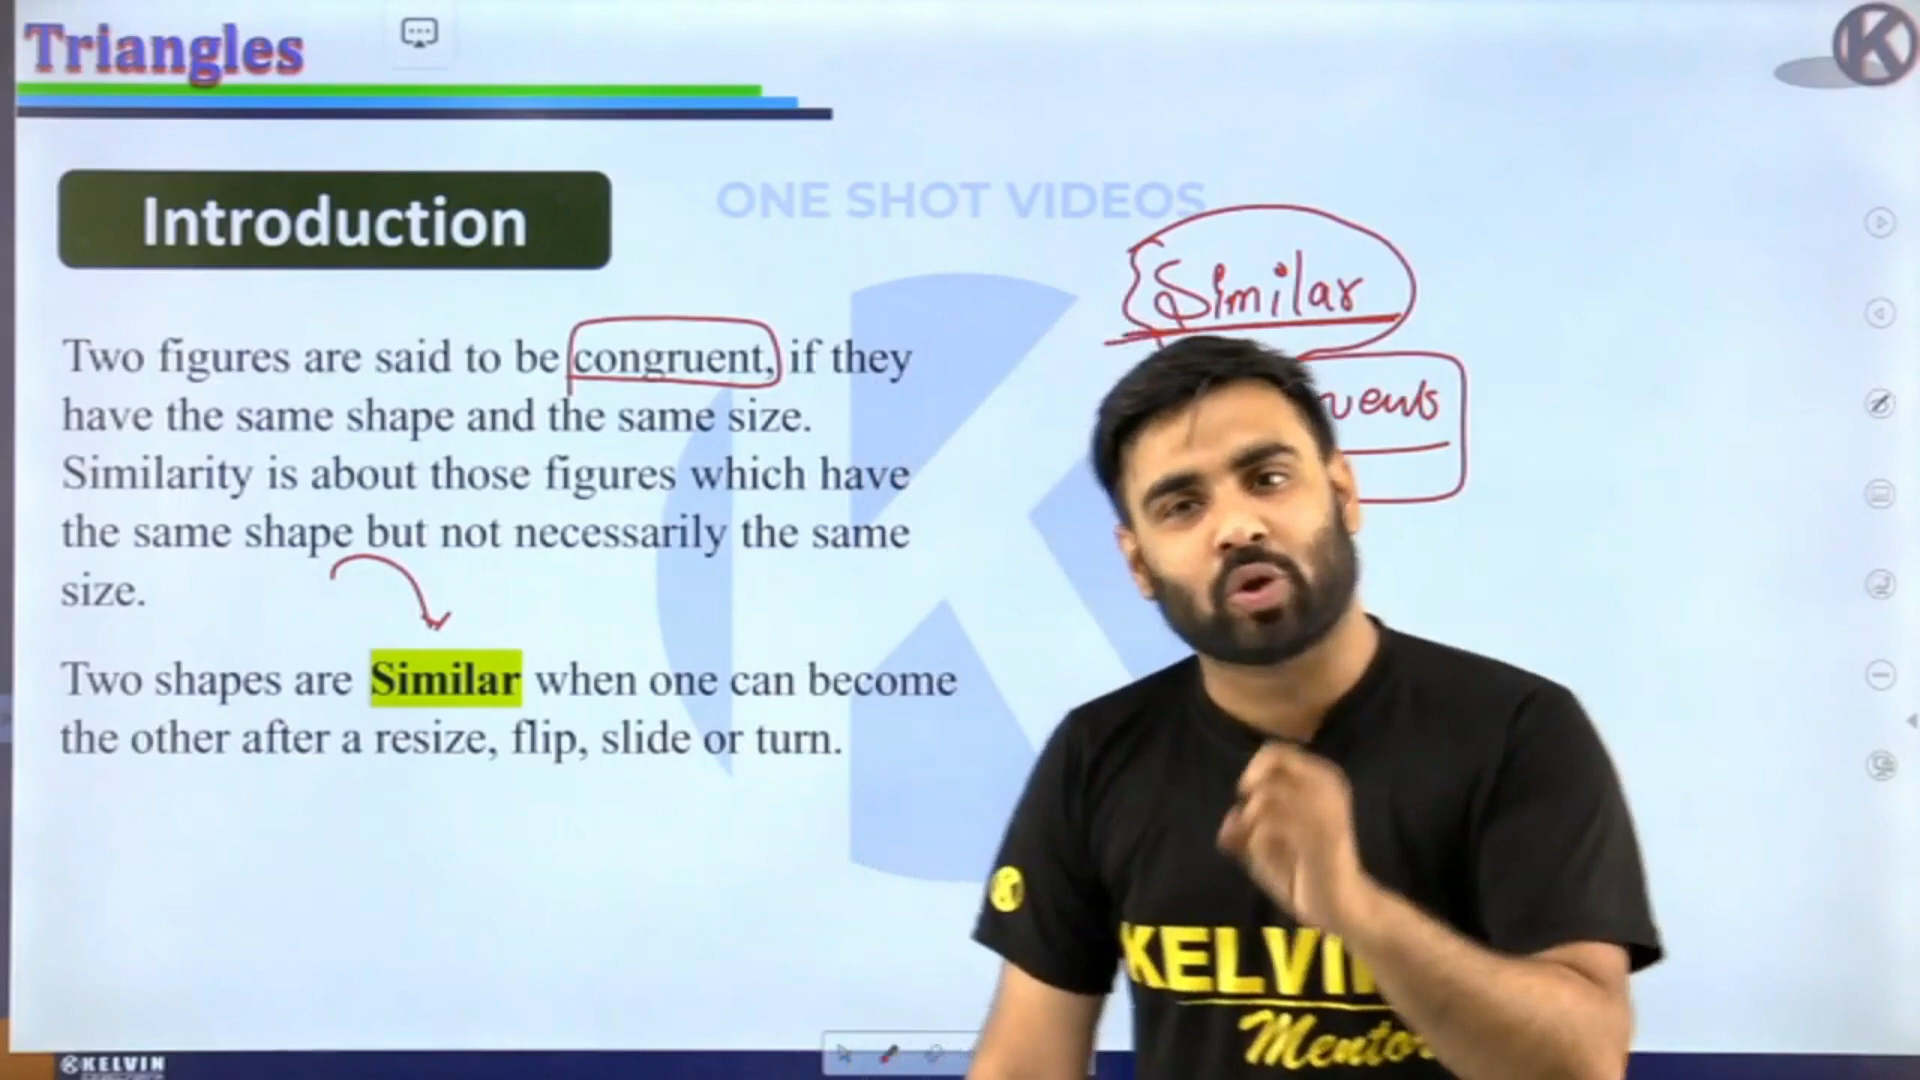 Triangles
Introduction
ONE SHOT VIDEOS
Similar
Two figures are said to be congruent, if they
have the same shape and the same size.
Similarity is about those figures which have
the same shape but not necessarily the same
size.
Two shapes are Similar when one can become
the other after a resize, flip, slide or turn.
K
KELVIN
Mentor
KELVIN